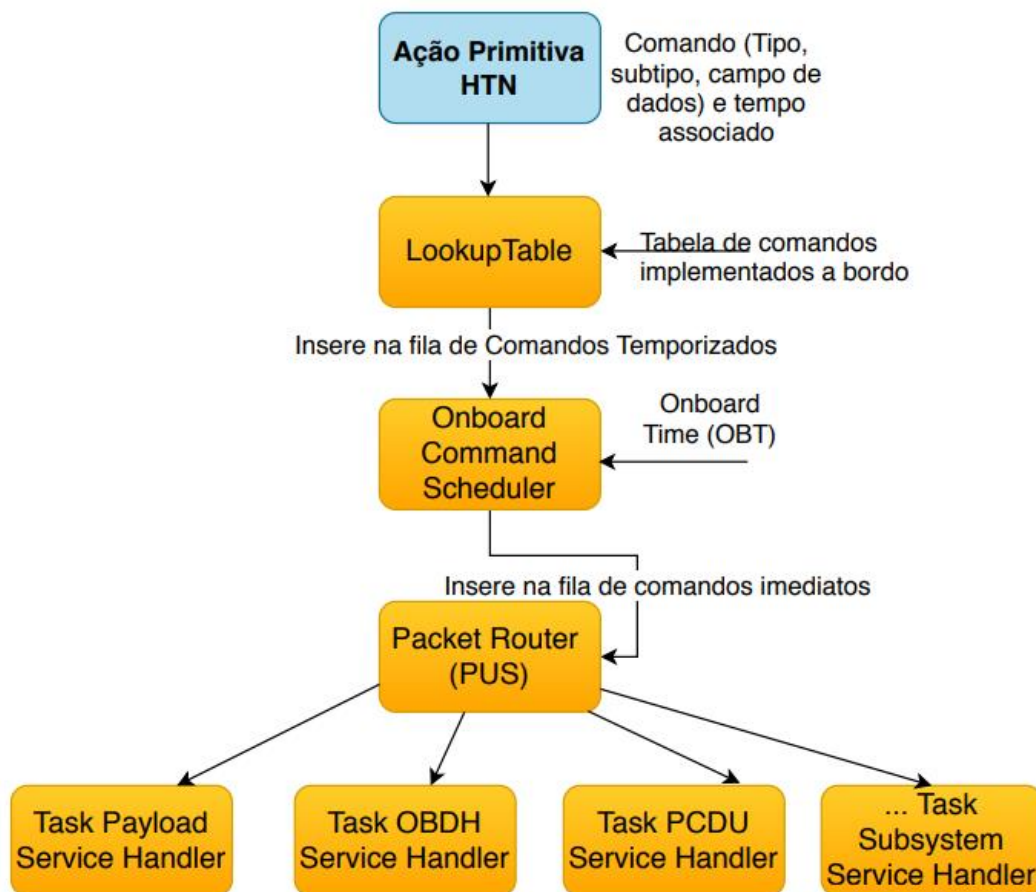 Ação Primitiva
HTN
Comando (Tipo,
subtipo, campo de
dados) e tempo
associado
LookupTable
Tabela de comandos
implementados a bordo
Insere na fila de Comandos Temporizados
Onboard
Command
Scheduler
Onboard
Time (OBT)
Insere na fila de comandos imediatos
Packet Router
(PUS)
Task Payload
Service Handler
Task OBDH
Service Handler
Task PCDU
Service Handler
... Task
Subsystem
Service Handler